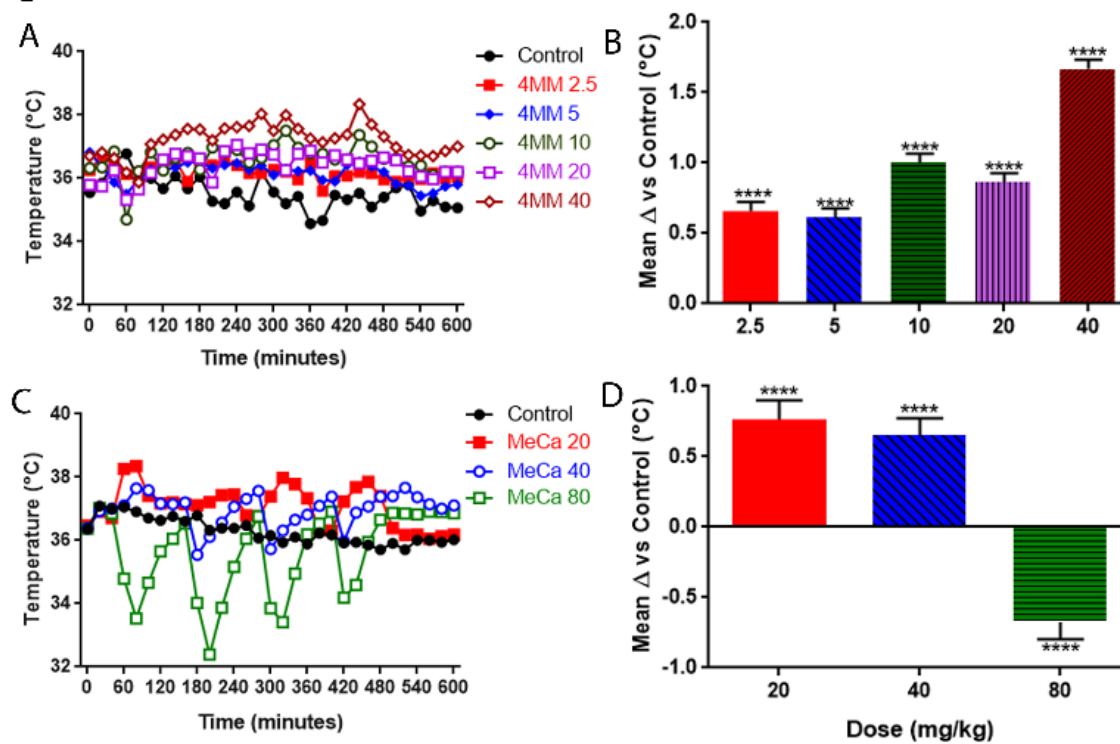 A
40
38
36
34
32
Temperature (°C)
0 60 120 180 240 300 360 420 480 540 600
Time (minutes)
Control
4MM 2.5
4MM 5
4MM 10
4MM 20
4MM 40
B
2.0
1.5
1.0
0.5
0.0
Mean Δ vs Control (°C)
****
****
****
****
****
2.5 5 10 20 40
C
40
38
36
34
32
Temperature (°C)
0 60 120 180 240 300 360 420 480 540 600
Time (minutes)
Control
MeCa 20
MeCa 40
MeCa 80
D
1.0
0.5
0.0
-0.5
-1.0
Mean Δ vs Control (°C)
****
****
****
20 40 80
Dose (mg/kg)